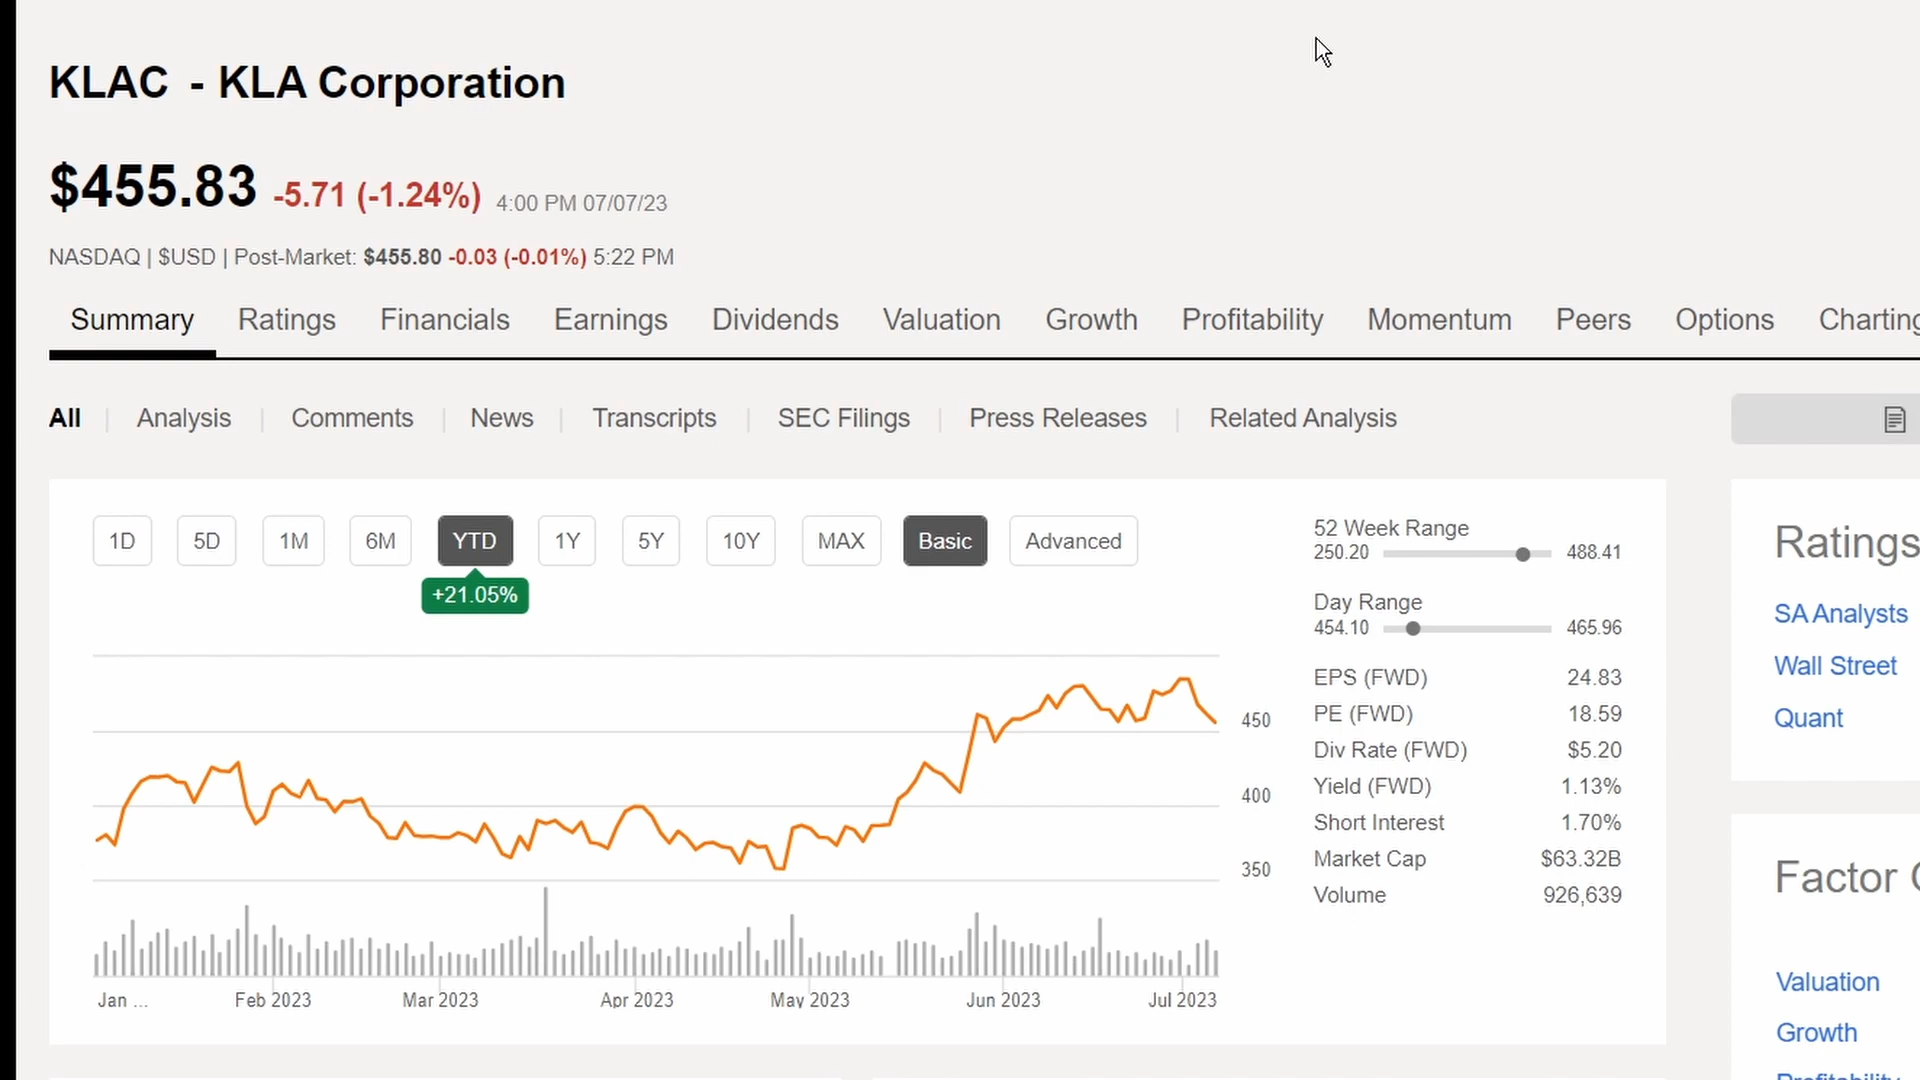 KLAC - KLA Corporation
$455.83 -5.71 (-1.24%) 4:00 PM 07/07/23
NASDAQ | $USD | Post-Market: $455.80 -0.03 (-0.01%) 5:22 PM
Summary Ratings Financials Earnings Dividends Valuation Growth Profitability Momentum Peers Options Charting
All | Analysis | Comments | News | Transcripts | SEC Filings | Press Releases | Related Analysis
1D 5D 1M 6M YTD 1Y 5Y 10Y MAX Basic Advanced
+21.05%
450
400
350
Jan ... Feb 2023 Mar 2023 Apr 2023 May 2023 Jun 2023 Jul 2023
52 Week Range
250.20 488.41
Day Range
454.10 465.96
EPS (FWD) 24.83
PE (FWD) 18.59
Div Rate (FWD) $5.20
Yield (FWD) 1.13%
Short Interest 1.70%
Market Cap $63.32B
Volume 926,639
Ratings
SA Analysts
Wall Street
Quant
Factor
Valuation
Growth